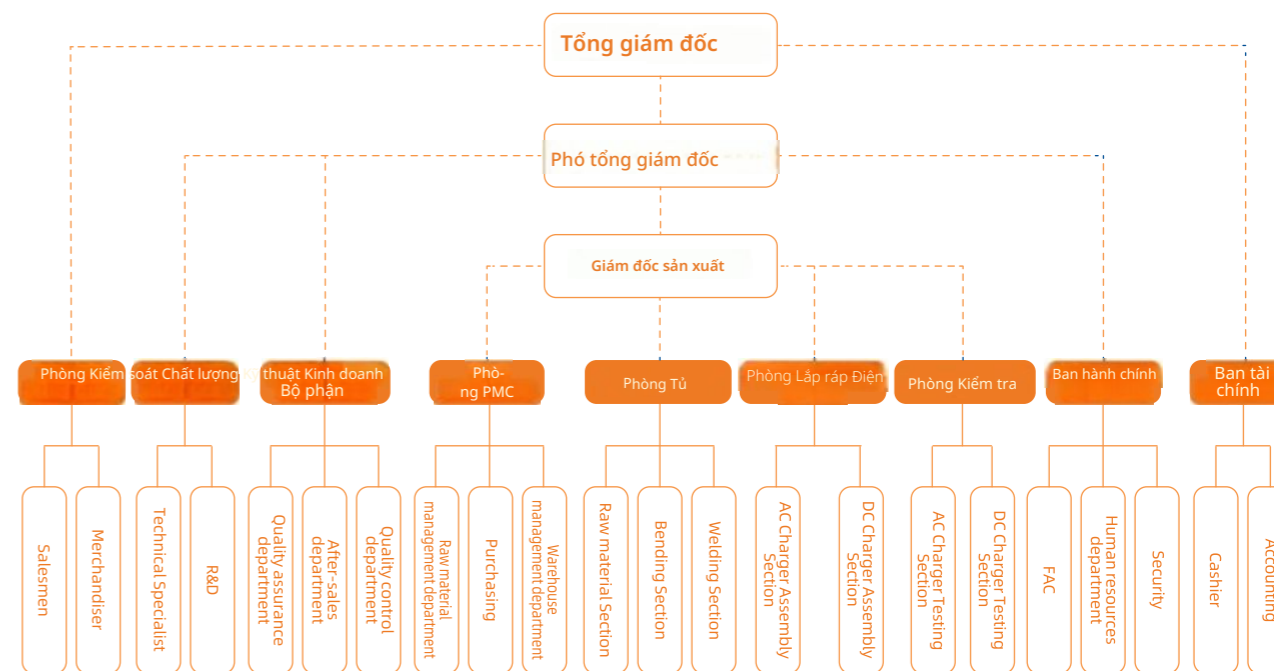 Tổng giám đốc
Phó tổng giám đốc
Giám đốc sản xuất
Phòng Kiểm soát Chất lượng Kỹ thuật Kinh doanh
Bộ phận
Phò-
ng PMC
Phòng Tủ
Phòng Lắp ráp Điện
Phòng Kiểm tra
Ban hành chính
Ban tài
chính
Salesmen
Merchandiser
Technical Specialist
R&D
Quality assurance
department
After-sales
department
Quality control
department
Raw material
management department
Purchasing
Warehouse
management department
Raw material Section
Bending Section
Welding Section
AC Charger Assembly
Section
DC Charger Assembly
Section
AC Charger Testing
Section
DC Charger Testing
Section
FAC
Human resources
department
Security
Cashier
Accounting